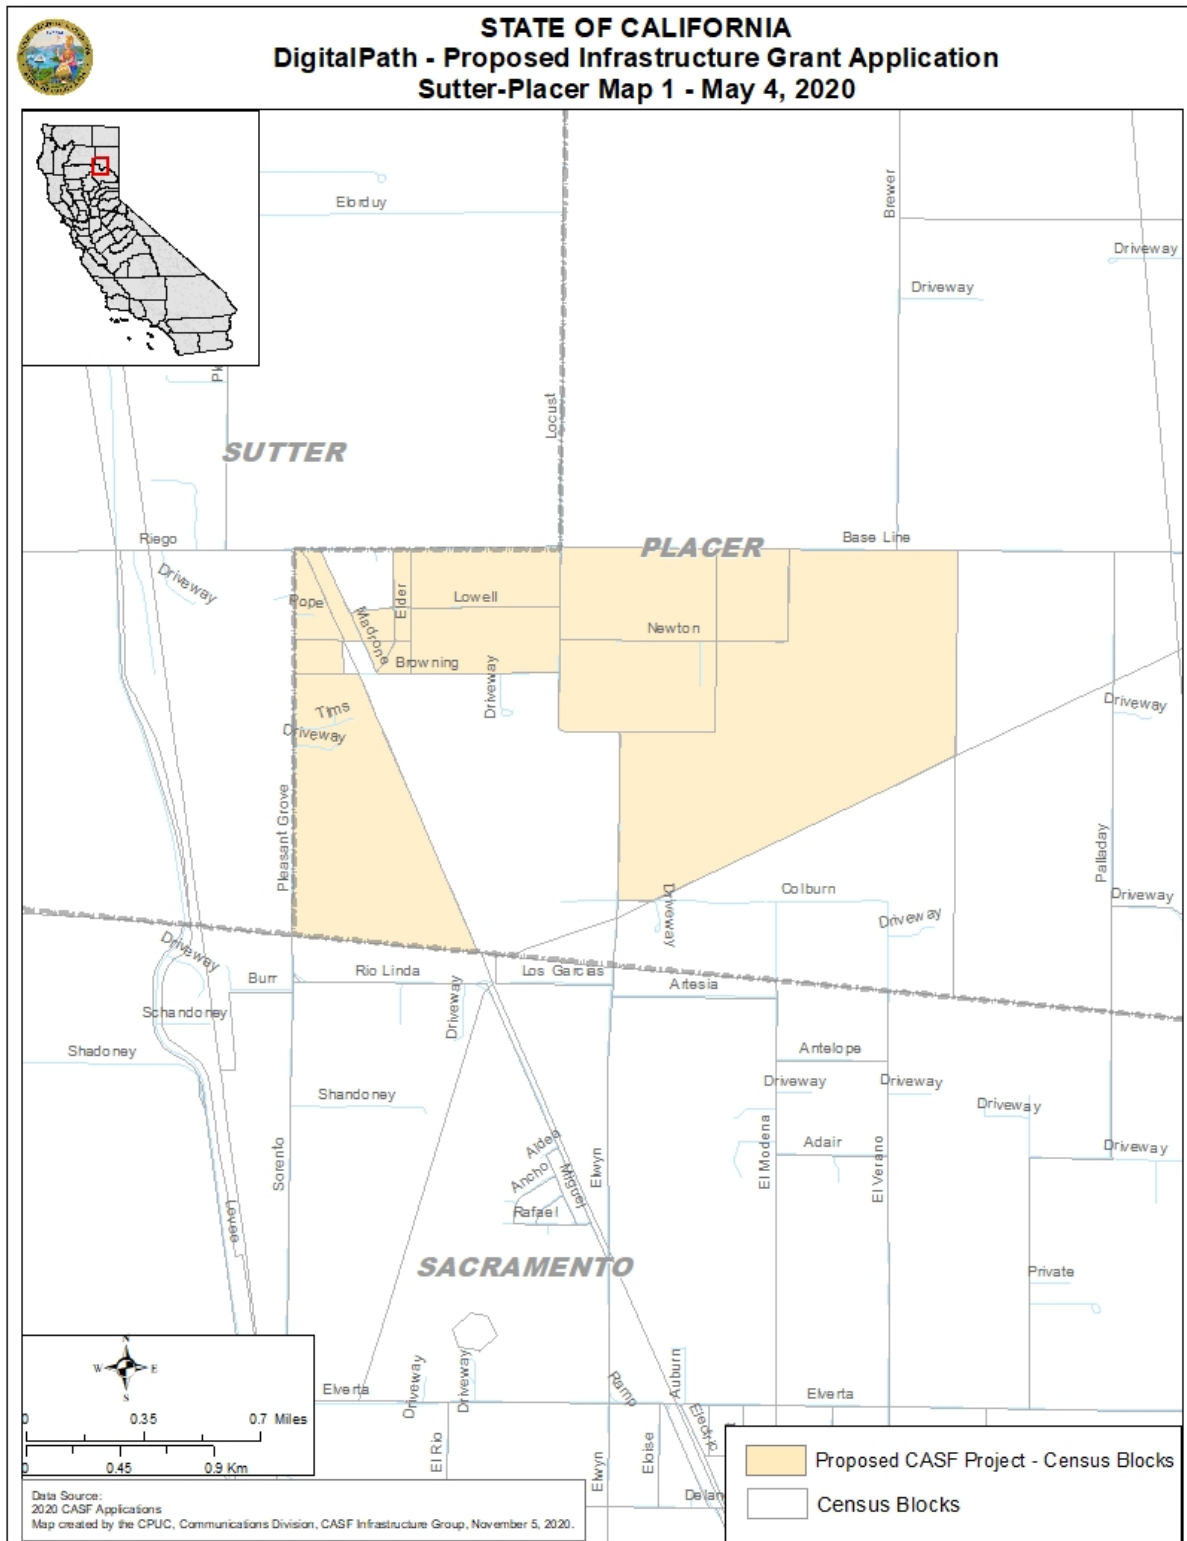 STATE OF CALIFORNIA
DigitalPath - Proposed Infrastructure Grant Application
Sutter-Placer Map 1 - May 4, 2020
Elorduy
Brewer
Driveway
Driveway
Locust
SUTTER
Riego
Driveway
PLACER
Base Line
Pope
Madrone
Elder
Lowell
Newton
Browning
Driveway
Tims
Driveway
Driveway
Pleasant Grove
Palladay
Colburn
Driveway
Driveway
Driveway
Driveway
Burr
Rio Linda
Los Garcias
Artesia
Driveway
Schandoney
Shadoney
Antelope
Driveway
Driveway
Driveway
Shandoney
Adair
Driveway
El Modena
El Verano
Sorento
Aldea
Ancho
Miguel
Elwyn
Rafael
Levee
SACRAMENTO
Private
N
W E
S
Elverta
Driveway
Driveway
Ramp
Auburn
Elverta
0 0.35 0.7 Miles
0 0.45 0.9 Km
El Rio
Elwyn
Eloise
Electric
Proposed CASF Project - Census Blocks
Census Blocks
Data Source:
2020 CASF Applications
Map created by the CPUC, Communications Division, CASF Infrastructure Group, November 5, 2020.